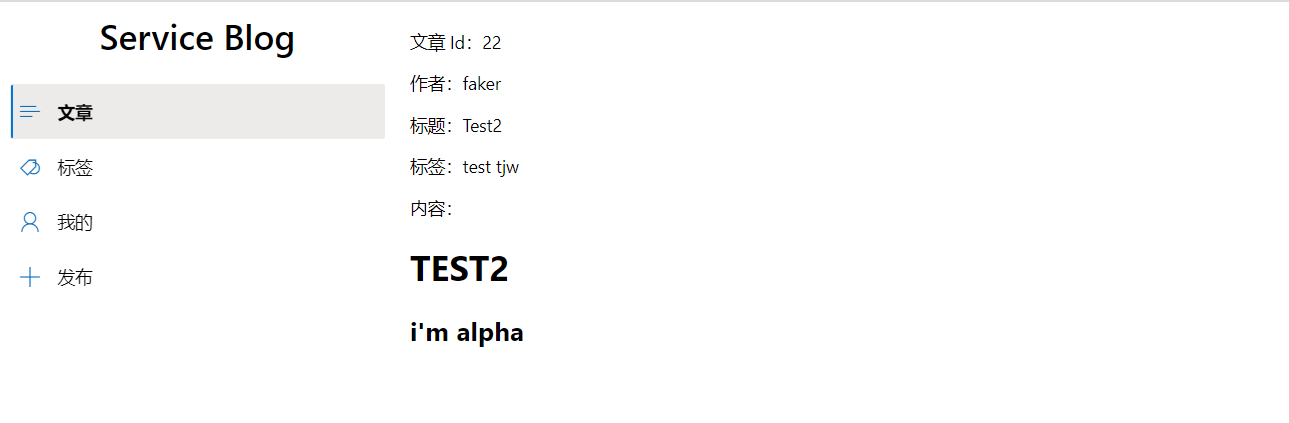 Service Blog
文章
标签
我的
发布
文章 Id：22
作者：faker
标题：Test2
标签：test tjw
内容：
TEST2
i'm alpha